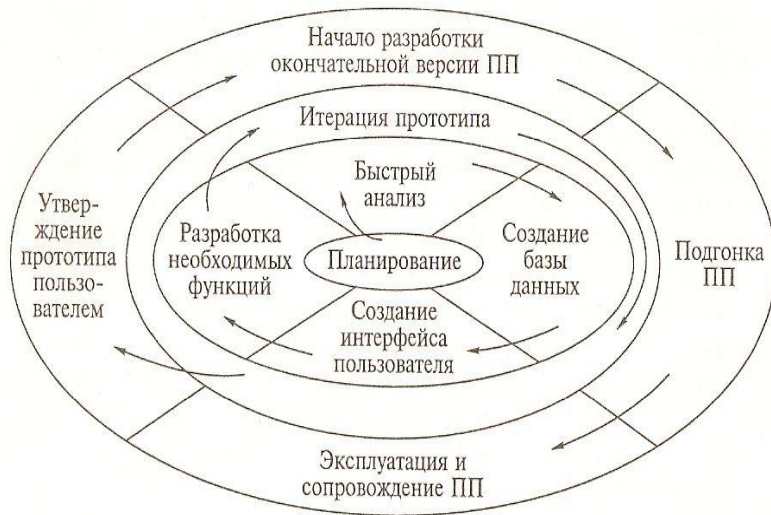 Начало разработки
окончательной версии ПП
Итерация прототипа
Быстрый
анализ
Утвер-
ждение
прототипа
пользо-
вателем
Разработка
необходимых
функций
Планирование
Создание
базы
данных
Подгонка
ПП
Создание
интерфейса
пользователя
Эксплуатация и
сопровождение ПП